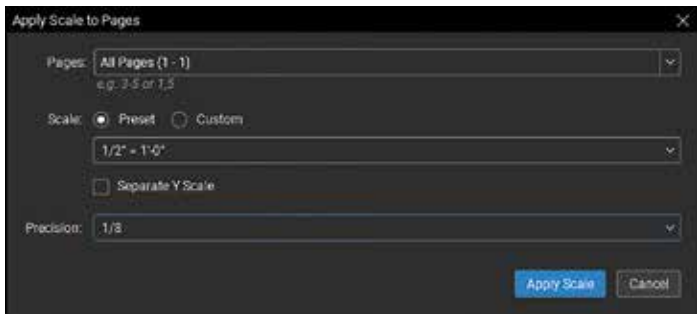 Apply Scale to Pages
Pages: All Pages (1 - 1)
e.g. 3-5 or 1,5
Scale: Preset Custom
1/2" = 1'-0"
Separate Y Scale
Precision: 1/8
Apply Scale Cancel